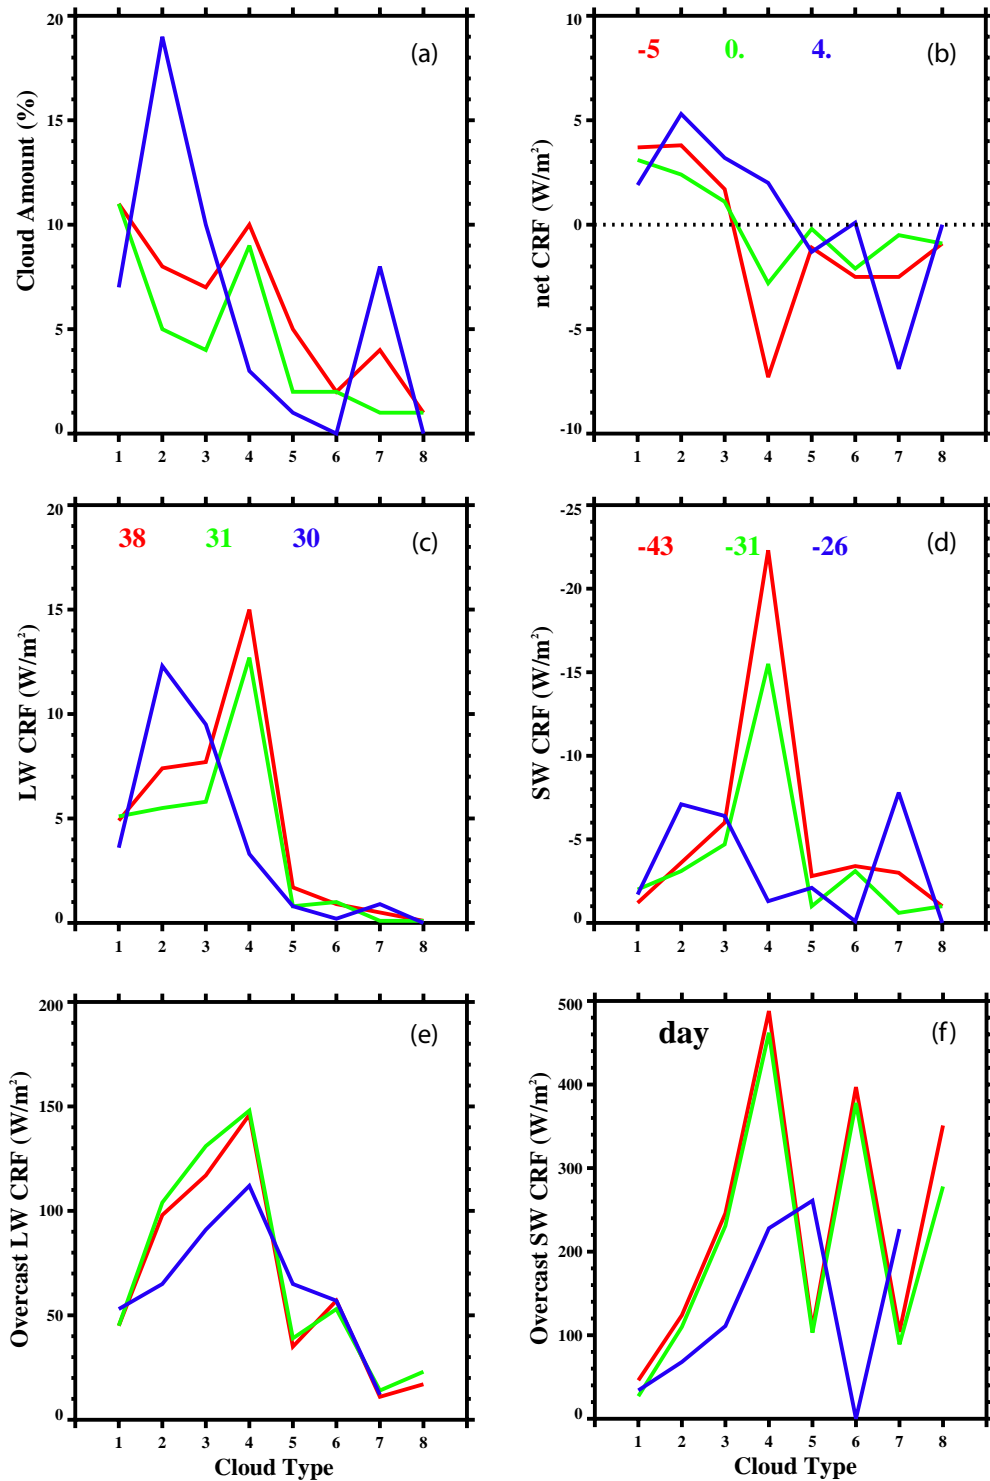 20
15
10
5
0
Cloud Amount (%)
(a)
1 2 3 4 5 6 7 8
10
5
0
-5
-10
net CRF (W/m²)
-5 0. 4.
(b)
1 2 3 4 5 6 7 8
20
15
10
5
0
LW CRF (W/m²)
38 31 30
(c)
1 2 3 4 5 6 7 8
-25
-20
-15
-10
-5
0
SW CRF (W/m²)
-43 -31 -26
(d)
1 2 3 4 5 6 7 8
200
150
100
50
0
Overcast LW CRF (W/m²)
(e)
1 2 3 4 5 6 7 8
Cloud Type
500
400
300
200
100
0
Overcast SW CRF (W/m²)
day
(f)
1 2 3 4 5 6 7 8
Cloud Type